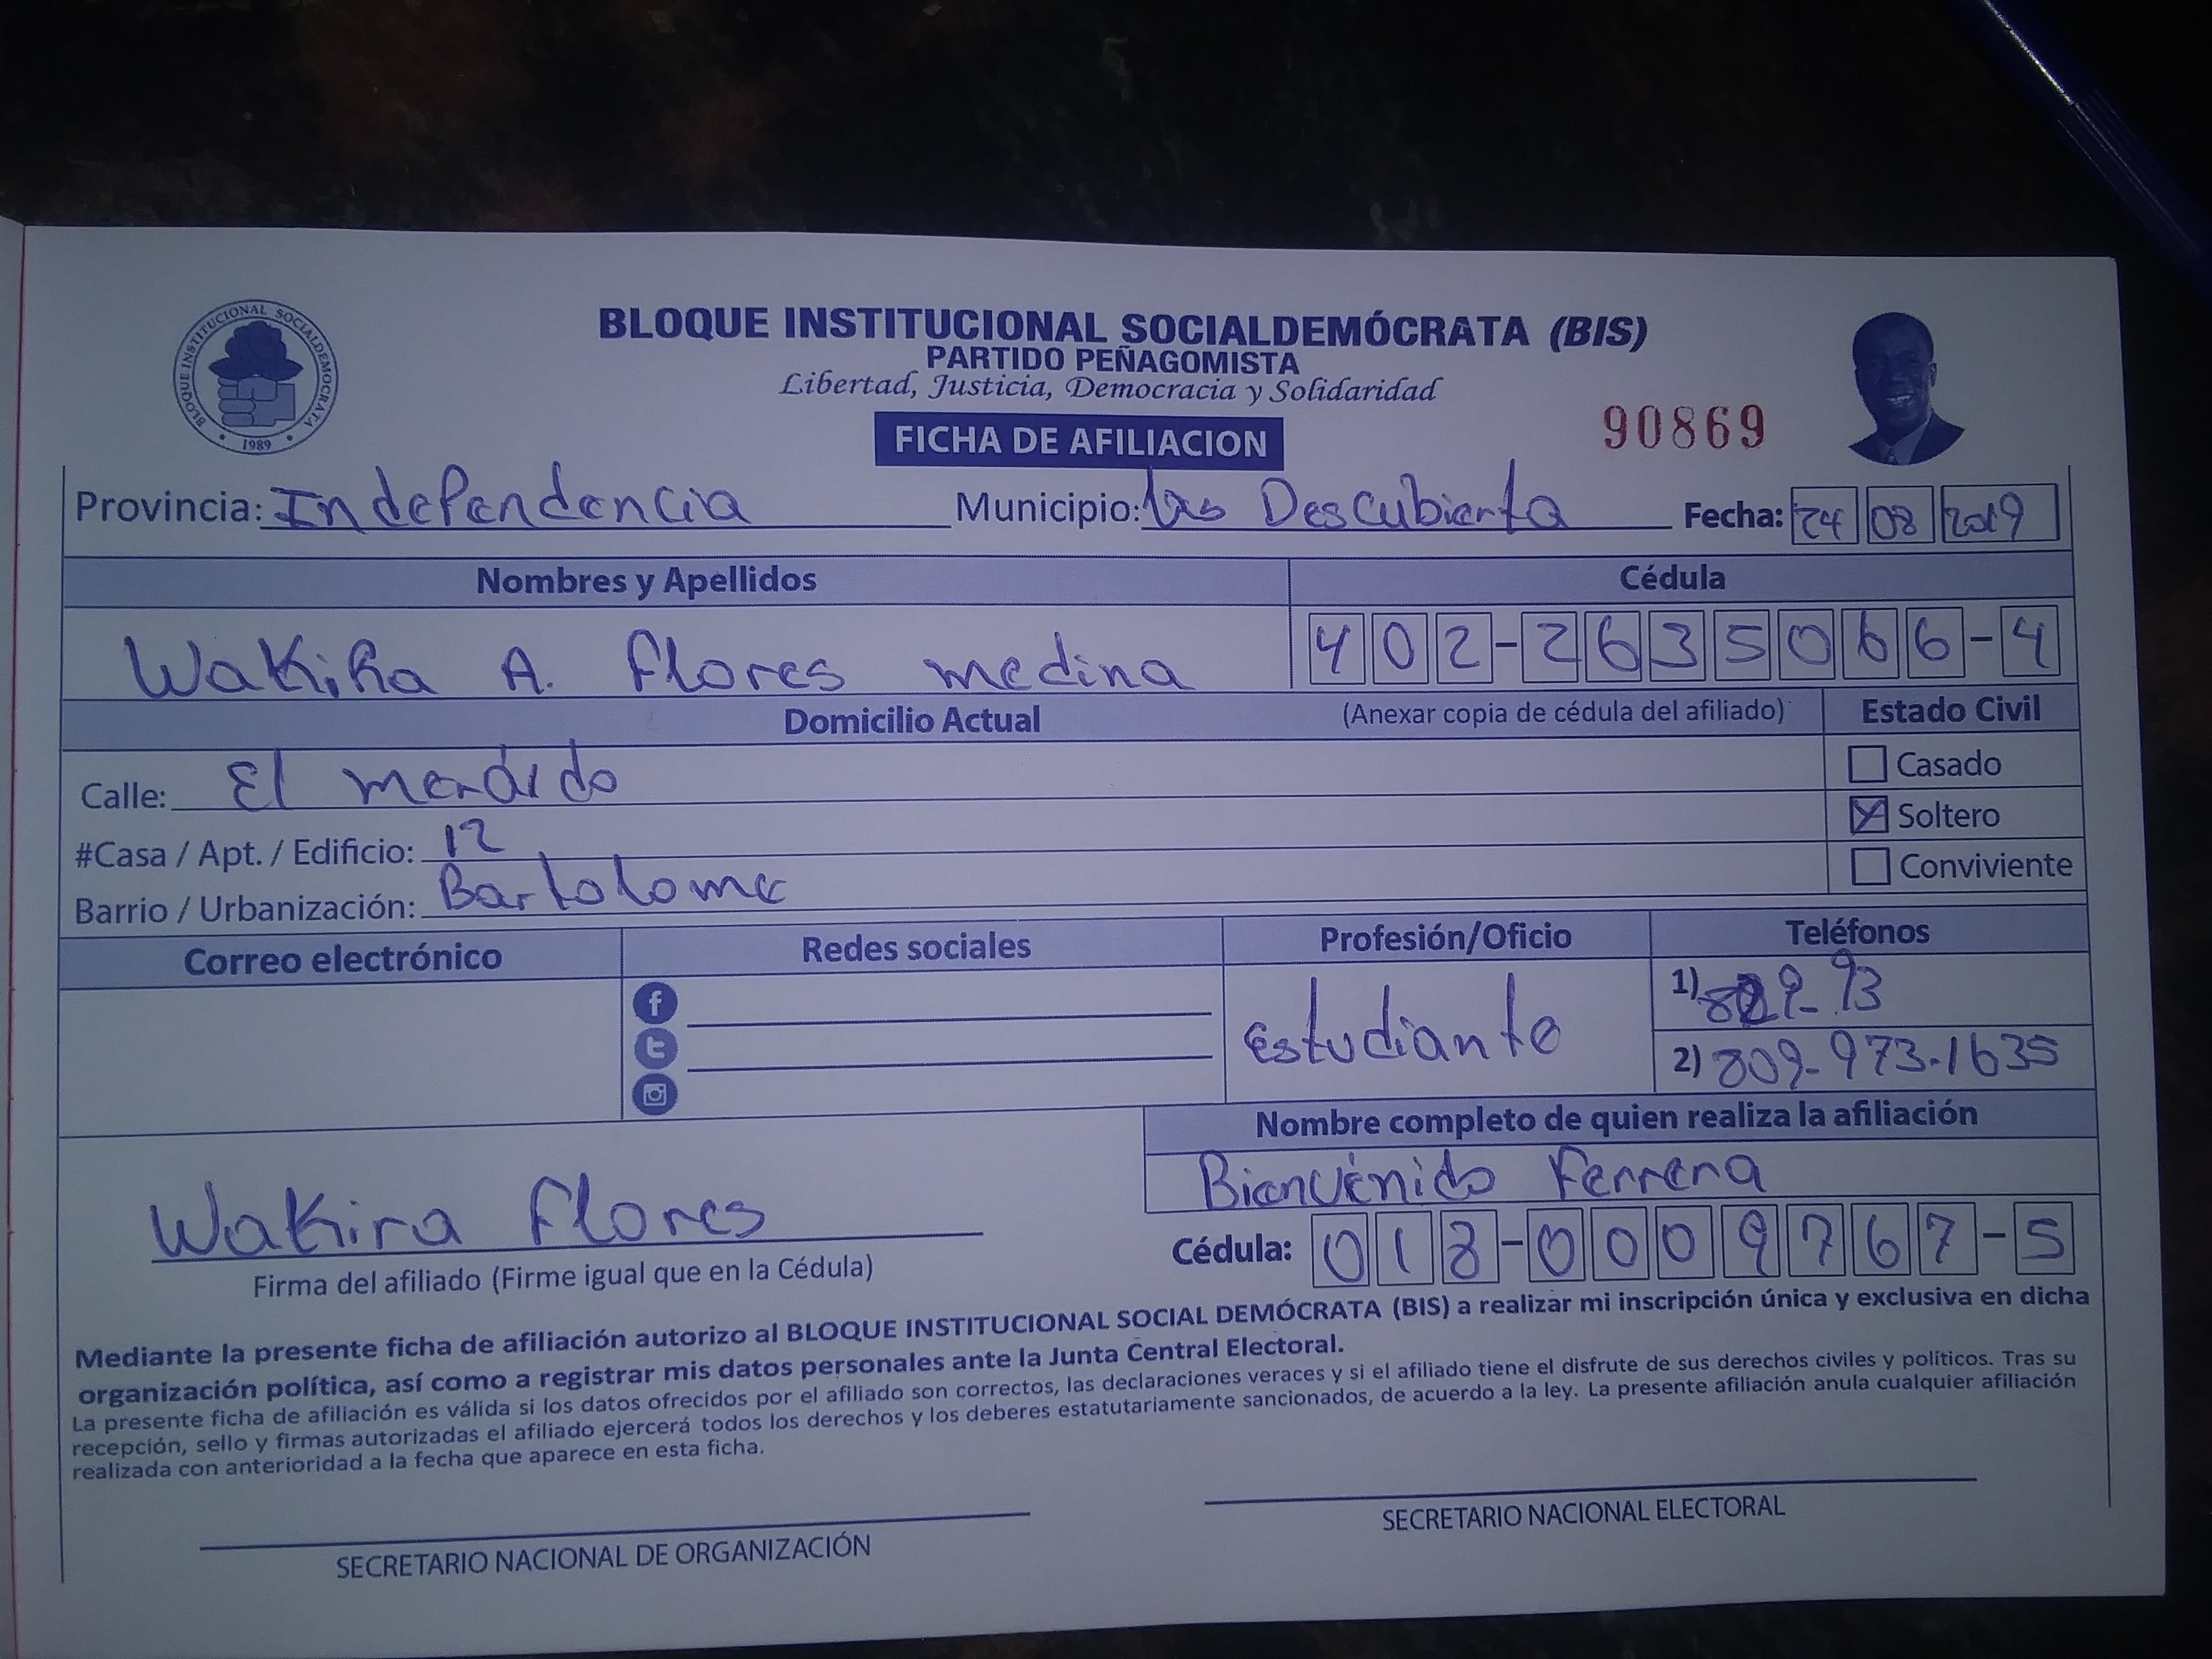 BLOQUE INSTITUCIONAL SOCIALDEMÓCRATA
1989
BLOQUE INSTITUCIONAL SOCIALDEMÓCRATA (BIS)
PARTIDO PEÑAGOMISTA
Libertad, Justicia, Democracia y Solidaridad
FICHA DE AFILIACION
90869
Provincia: Independencia Municipio: Descubierta Fecha: 24 08 2019
Nombres y Apellidos Cédula
Wakira A. Flores medina 402-2635066-4
Domicilio Actual (Anexar copia de cédula del afiliado) Estado Civil
Calle: El Casado
#Casa / Apt. / Edificio: 12 Soltero
Barrio / Urbanización: Bartolome Conviviente
Correo electrónico Redes sociales Profesión/Oficio Teléfonos
Estudiante 1)
2) 809-973-1635
Nombre completo de quien realiza la afiliación
Bienvenido Ferrera
Wakira Flores
Cédula: 018-0009767-5
Firma del afiliado (Firme igual que en la Cédula)
Mediante la presente ficha de afiliación autorizo al BLOQUE INSTITUCIONAL SOCIAL DEMÓCRATA (BIS) a realizar mi inscripción única y exclusiva en dicha
organización política, así como a registrar mis datos personales ante la Junta Central Electoral.
La presente ficha de afiliación es válida si los datos ofrecidos por el afiliado son correctos, las declaraciones veraces y si el afiliado tiene el disfrute de sus derechos civiles y políticos. Tras su
recepción, sello y firmas autorizadas el afiliado ejercerá todos los derechos y los deberes estatutariamente sancionados, de acuerdo a la ley. La presente afiliación anula cualquier afiliación
realizada con anterioridad a la fecha que aparece en esta ficha.
SECRETARIO NACIONAL DE ORGANIZACIÓN
SECRETARIO NACIONAL ELECTORAL